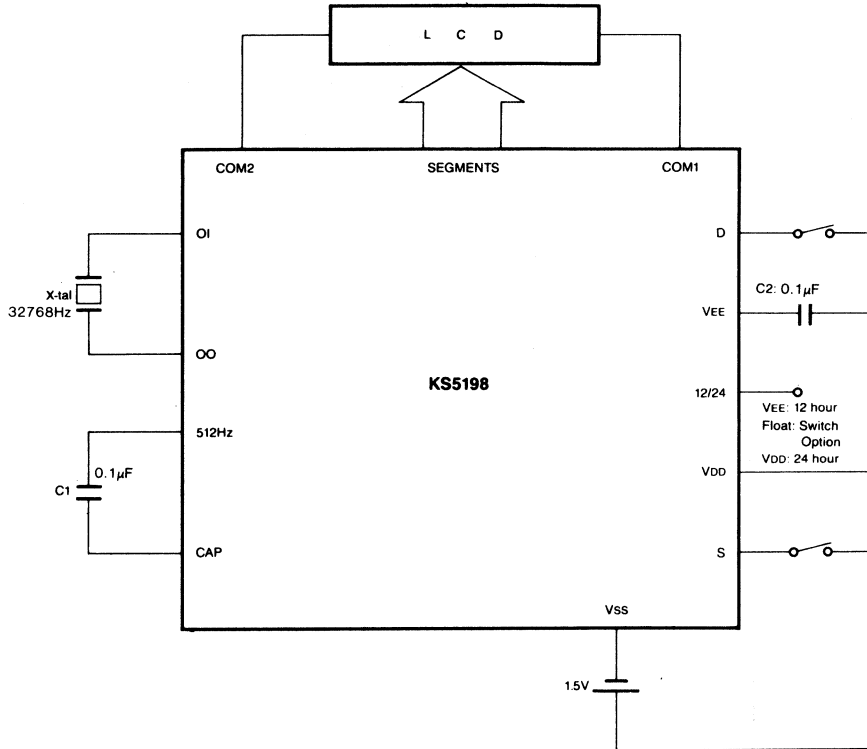 L C D
COM2
SEGMENTS
COM1
OI
D
X-tal
32768Hz
C2: 0.1μF
VEE
OO
KS5198
12/24
VEE: 12 hour
Float: Switch
Option
VDD: 24 hour
512Hz
0.1μF
C1
VDD
CAP
S
VSS
1.5V